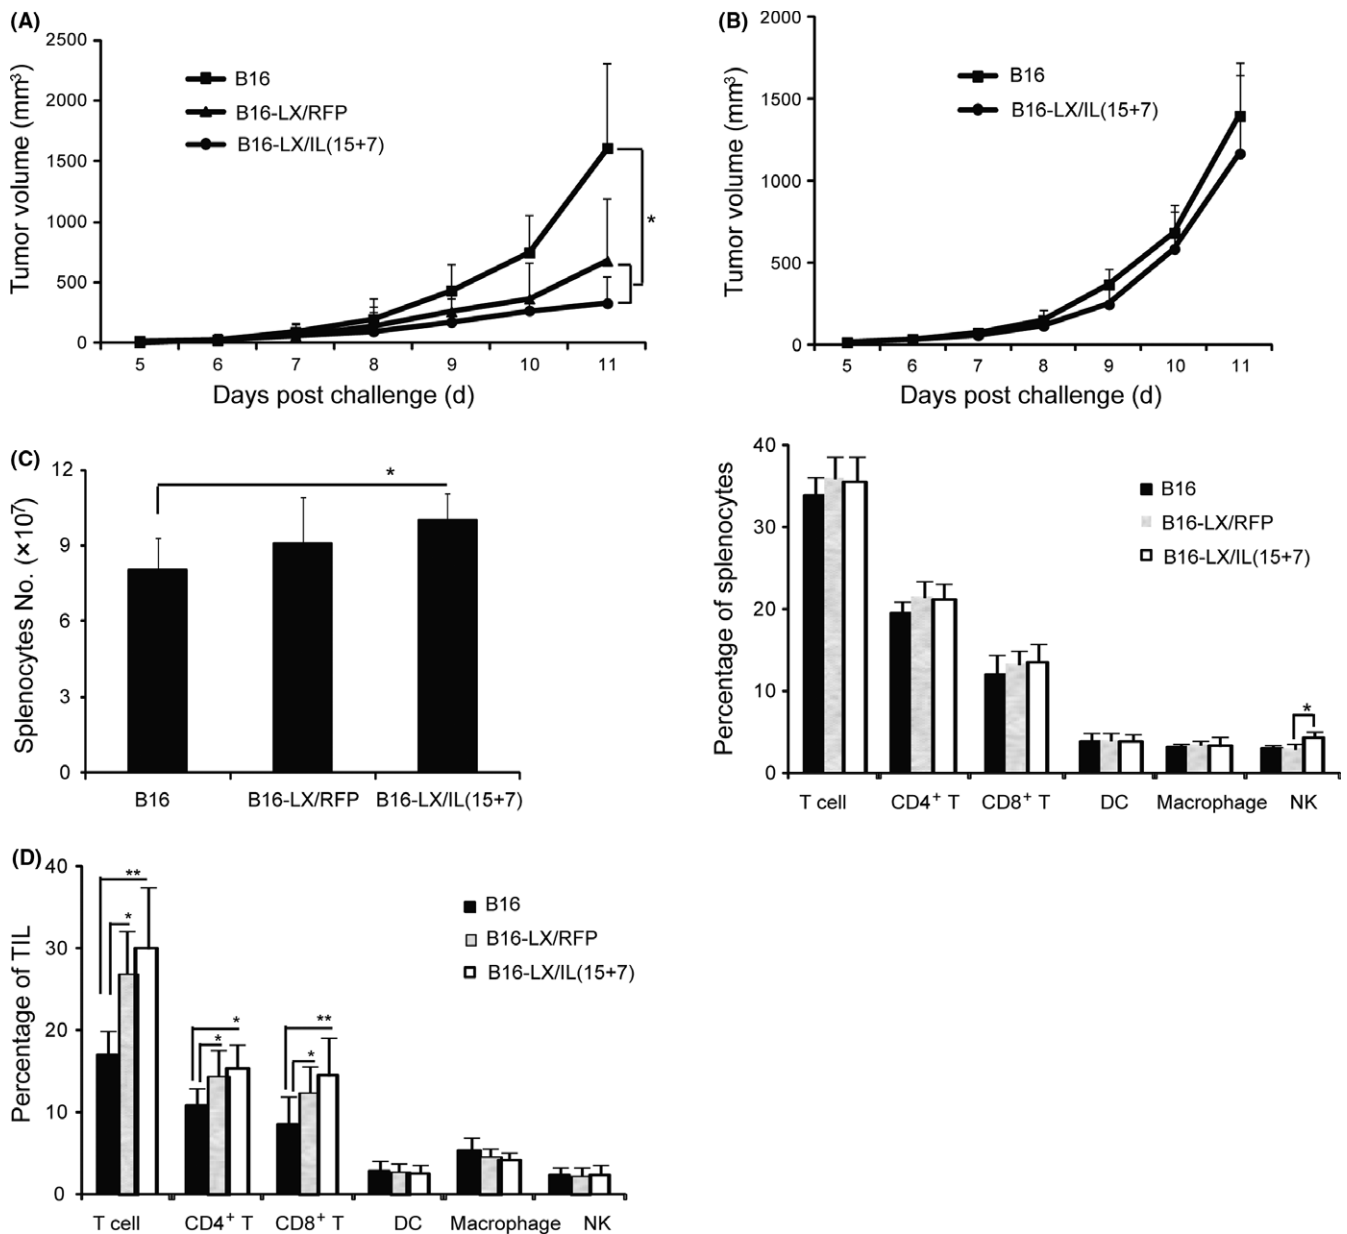 (A)
Tumor volume (mm³)
2500
2000
1500
1000
500
0
B16
B16-LX/RFP
B16-LX/IL(15+7)
*
5 6 7 8 9 10 11
Days post challenge (d)
(B)
Tumor volume (mm³)
2000
1500
1000
500
0
B16
B16-LX/IL(15+7)
5 6 7 8 9 10 11
Days post challenge (d)
(C)
Splenocytes No. (×10⁷)
12
9
6
3
0
*
B16 B16-LX/RFP B16-LX/IL(15+7)
Percentage of splenocytes
40
30
20
10
0
B16
B16-LX/RFP
B16-LX/IL(15+7)
*
T cell CD4⁺ T CD8⁺ T DC Macrophage NK
(D)
Percentage of TIL
40
30
20
10
0
**
*
*
*
**
*
B16
B16-LX/RFP
B16-LX/IL(15+7)
T cell CD4⁺ T CD8⁺ T DC Macrophage NK